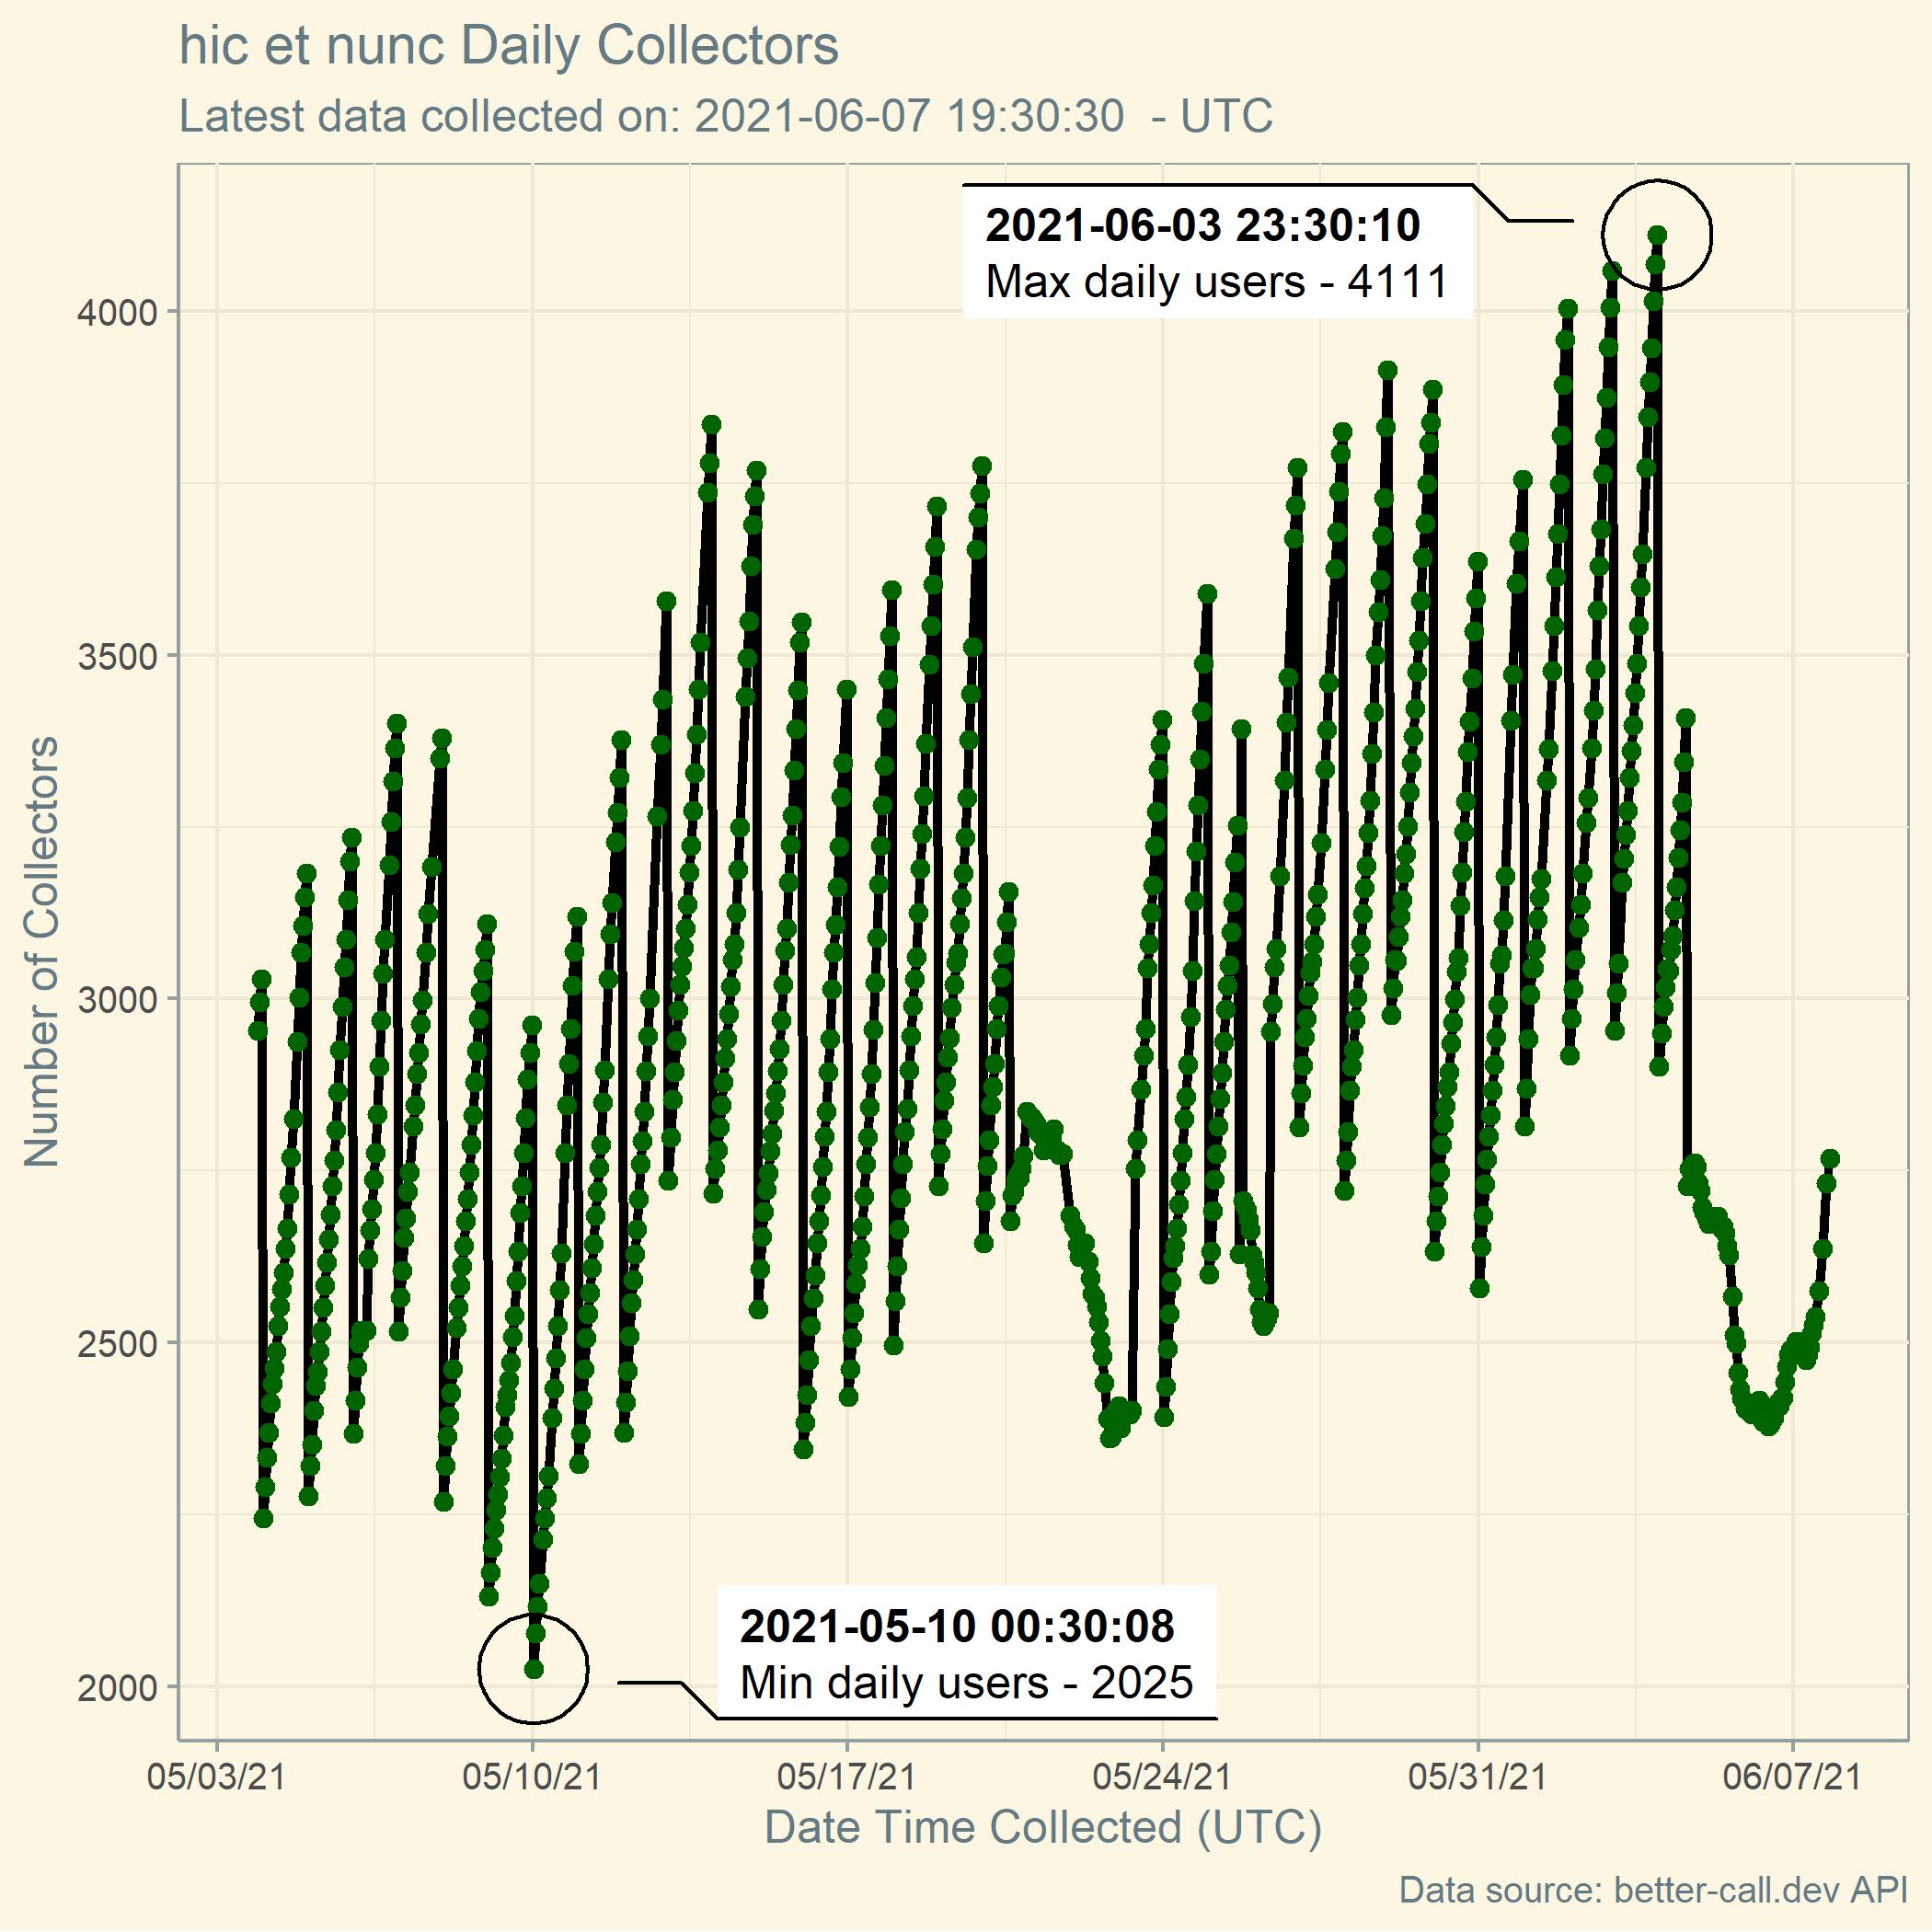 hic et nunc Daily Collectors
Latest data collected on: 2021-06-07 19:30:30  - UTC
2021-06-03 23:30:10
Max daily users - 4111
4000
3500
3000
2500
2000
Number of Collectors
2021-05-10 00:30:08
Min daily users - 2025
05/03/21 05/10/21 05/17/21 05/24/21 05/31/21 06/07/21
Date Time Collected (UTC)
Data source: better-call.dev API